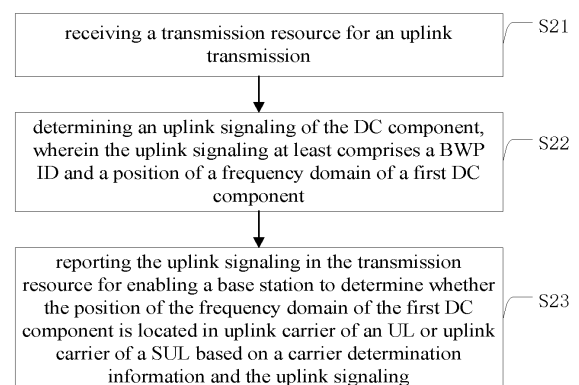 receiving a transmission resource for an uplink
transmission
S21
determining an uplink signaling of the DC component,
wherein the uplink signaling at least comprises a BWP
ID and a position of a frequency domain of a first DC
component
S22
reporting the uplink signaling in the transmission
resource for enabling a base station to determine whether
the position of the frequency domain of the first DC
component is located in uplink carrier of an UL or uplink
carrier of a SUL based on a carrier determination
information and the uplink signaling
S23